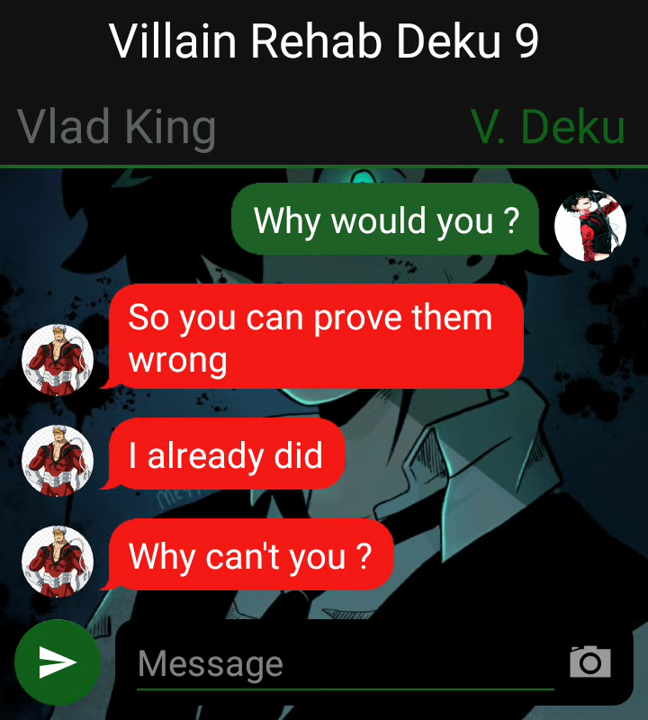 Villain Rehab Deku 9
Vlad King
V. Deku
Why would you ?
So you can prove them
wrong
I already did
Why can't you ?
Message